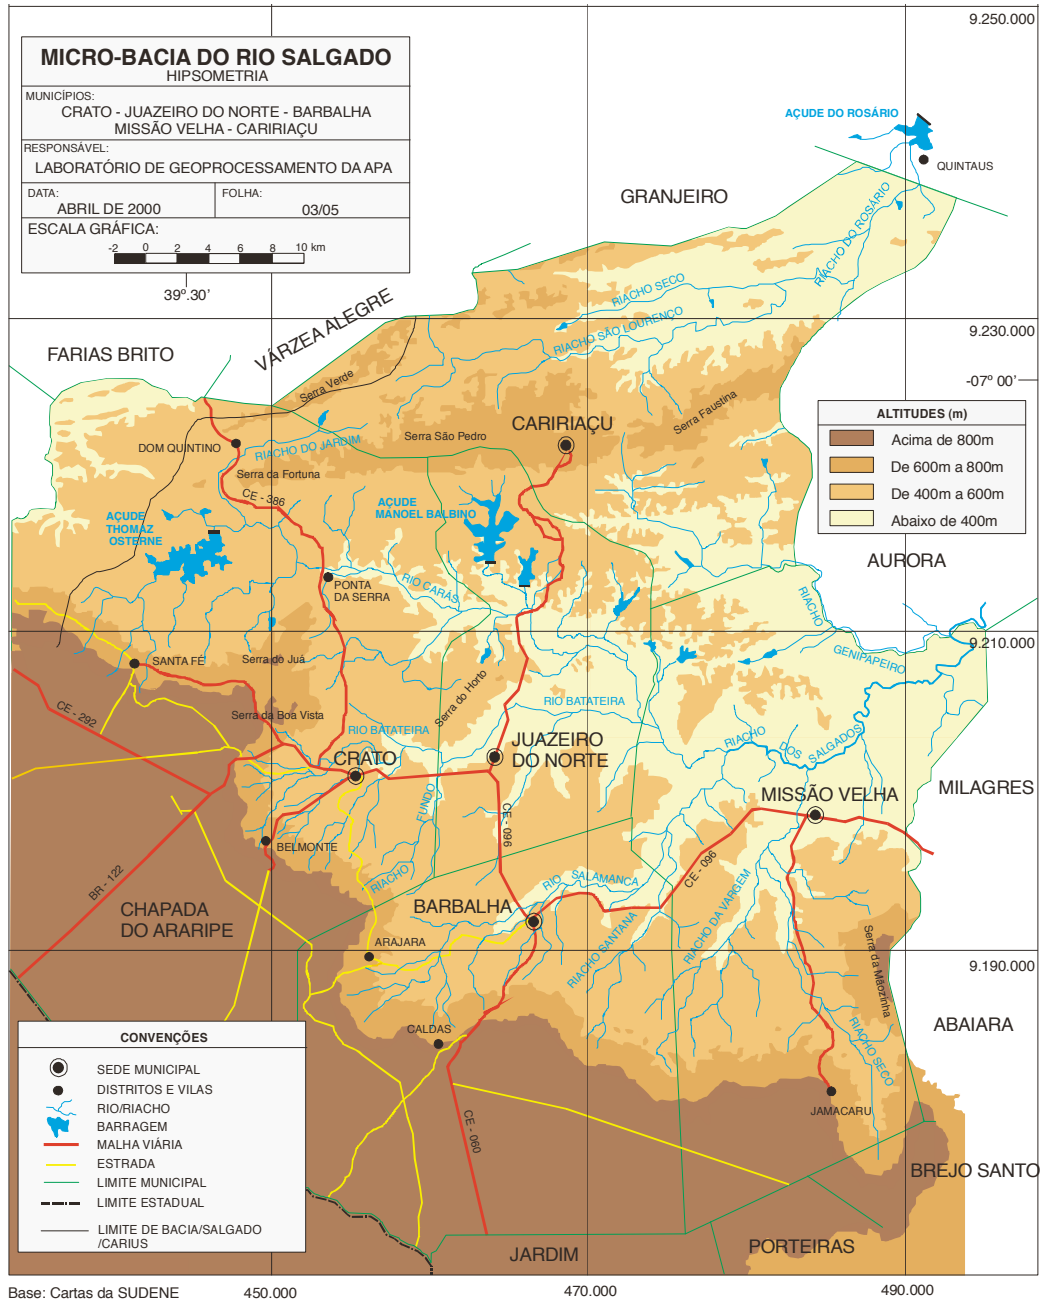 9.250.000
MICRO-BACIA DO RIO SALGADO
HIPSOMETRIA
MUNICÍPIOS:
CRATO - JUAZEIRO DO NORTE - BARBALHA
MISSÃO VELHA - CARIRIAÇU
RESPONSÁVEL:
LABORATÓRIO DE GEOPROCESSAMENTO DA APA
DATA:
ABRIL DE 2000
FOLHA:
03/05
ESCALA GRÁFICA:
-2 0 2 4 6 8 10 km
39º.30'
AÇUDE DO ROSÁRIO
QUINTAUS
GRANJEIRO
RIACHO DO ROSÁRIO
RIACHO SECO
RIACHO SÃO LOURENÇO
VÁRZEA ALEGRE
FARIAS BRITO
9.230.000
-07º 00'
Serra Verde
Serra Faustina
CARIRIAÇU
Serra São Pedro
DOM QUINTINO
RIACHO DO JARDIM
Serra da Fortuna
CE - 386
ALTITUDES (m)
Acima de 800m
De 600m a 800m
De 400m a 600m
Abaixo de 400m
AÇUDE
THOMAZ
OSTERNE
AÇUDE
MANOEL BALBINO
AURORA
PONTA
DA SERRA
RIO CARÁS
RIACHO
GENIPAPEIRO
9.210.000
SANTA FÉ
Serra do Juá
Serra do Horto
CE - 292
Serra da Boa Vista
RIO BATATEIRA
RIO BATATEIRA
CRATO
JUAZEIRO
DO NORTE
RIACHO
DOS
SALGADOS
MISSÃO VELHA
MILAGRES
FUNDO
CE - 096
BELMONTE
RIACHO
BR - 122
CE - 096
RIO SALAMANCA
CHAPADA
DO ARARIPE
BARBALHA
RIACHO SANTANA
RIACHO DA VARGEM
ARAJARA
Serra da Mãozinha
9.190.000
CALDAS
ABAIARA
RIACHO SECO
JAMACARU
CE - 060
BREJO SANTO
CONVENÇÕES
SEDE MUNICIPAL
DISTRITOS E VILAS
RIO/RIACHO
BARRAGEM
MALHA VIÁRIA
ESTRADA
LIMITE MUNICIPAL
LIMITE ESTADUAL
LIMITE DE BACIA/SALGADO
/CARIUS
JARDIM
PORTEIRAS
Base: Cartas da SUDENE
450.000
470.000
490.000